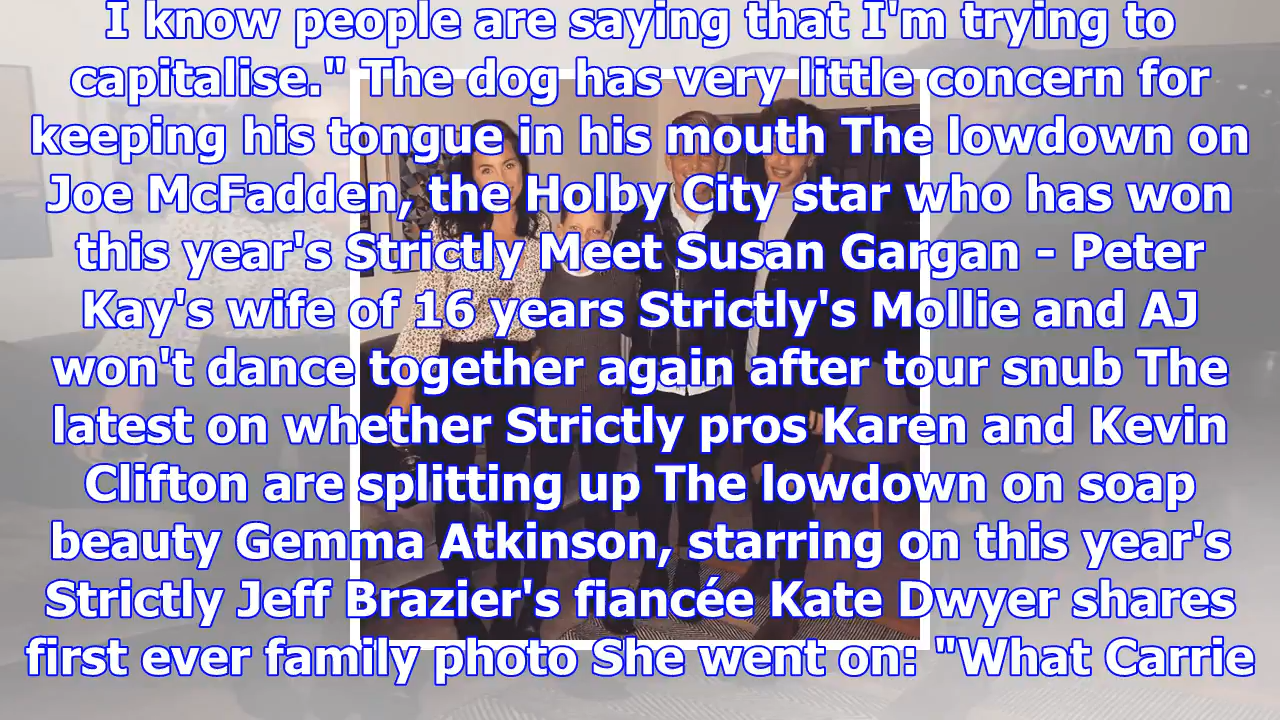 I know people are saying that I'm trying to
capitalise." The dog has very little concern for
keeping his tongue in his mouth The lowdown on
Joe McFadden, the Holby City star who has won
this year's Strictly Meet Susan Gargan - Peter
Kay's wife of 16 years Strictly's Mollie and AJ
won't dance together again after tour snub The
latest on whether Strictly pros Karen and Kevin
Clifton are splitting up The lowdown on soap
beauty Gemma Atkinson, starring on this year's
Strictly Jeff Brazier's fiancée Kate Dwyer shares
first ever family photo She went on: "What Carrie